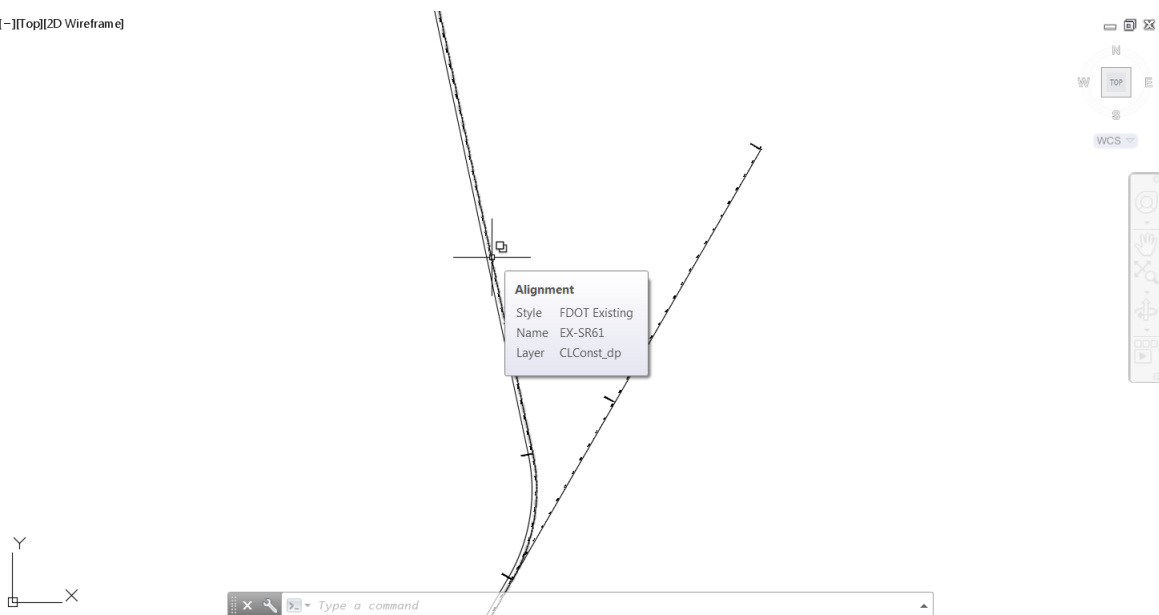 [−][Top][2D Wireframe]
N
W
TOP
E
S
WCS
Alignment
Style FDOT Existing
Name EX-SR61
Layer CLConst_dp
Y
X
Type a command